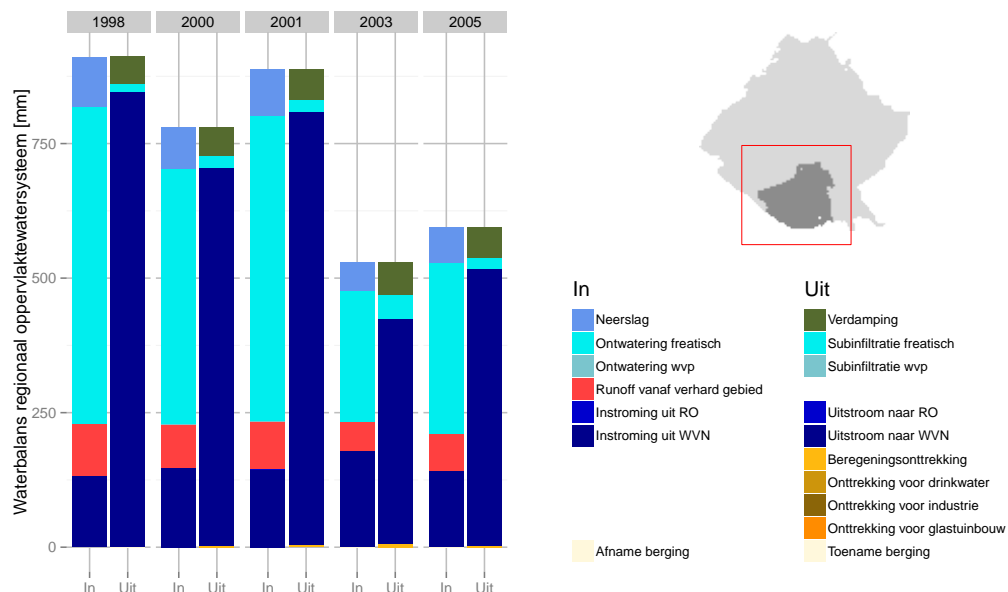 1998 2000 2001 2003 2005
Waterbalans regionaal oppervlaktewatersysteem [mm]
750
500
250
0
In Uit In Uit In Uit In Uit In Uit
In
Neerslag
Ontwatering freatisch
Ontwatering wvp
Runoff vanaf verhard gebied
Instroming uit RO
Instroming uit WVN
Afname berging
Uit
Verdamping
Subinfiltratie freatisch
Subinfiltratie wvp
Uitstroom naar RO
Uitstroom naar WVN
Beregeningsonttrekking
Onttrekking voor drinkwater
Onttrekking voor industrie
Onttrekking voor glastuinbouw
Toename berging